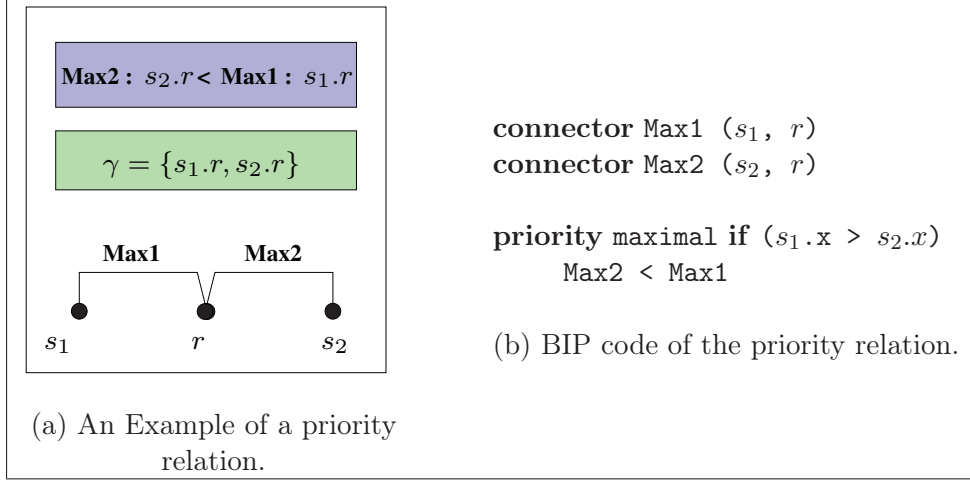 Max2 : s₂.r < Max1 : s₁.r
γ = {s₁.r, s₂.r}
Max1 Max2
s₁ r s₂
(a) An Example of a priority
relation.
connector Max1 (s₁, r)
connector Max2 (s₂, r)
priority maximal if (s₁.x > s₂.x)
Max2 < Max1
(b) BIP code of the priority relation.